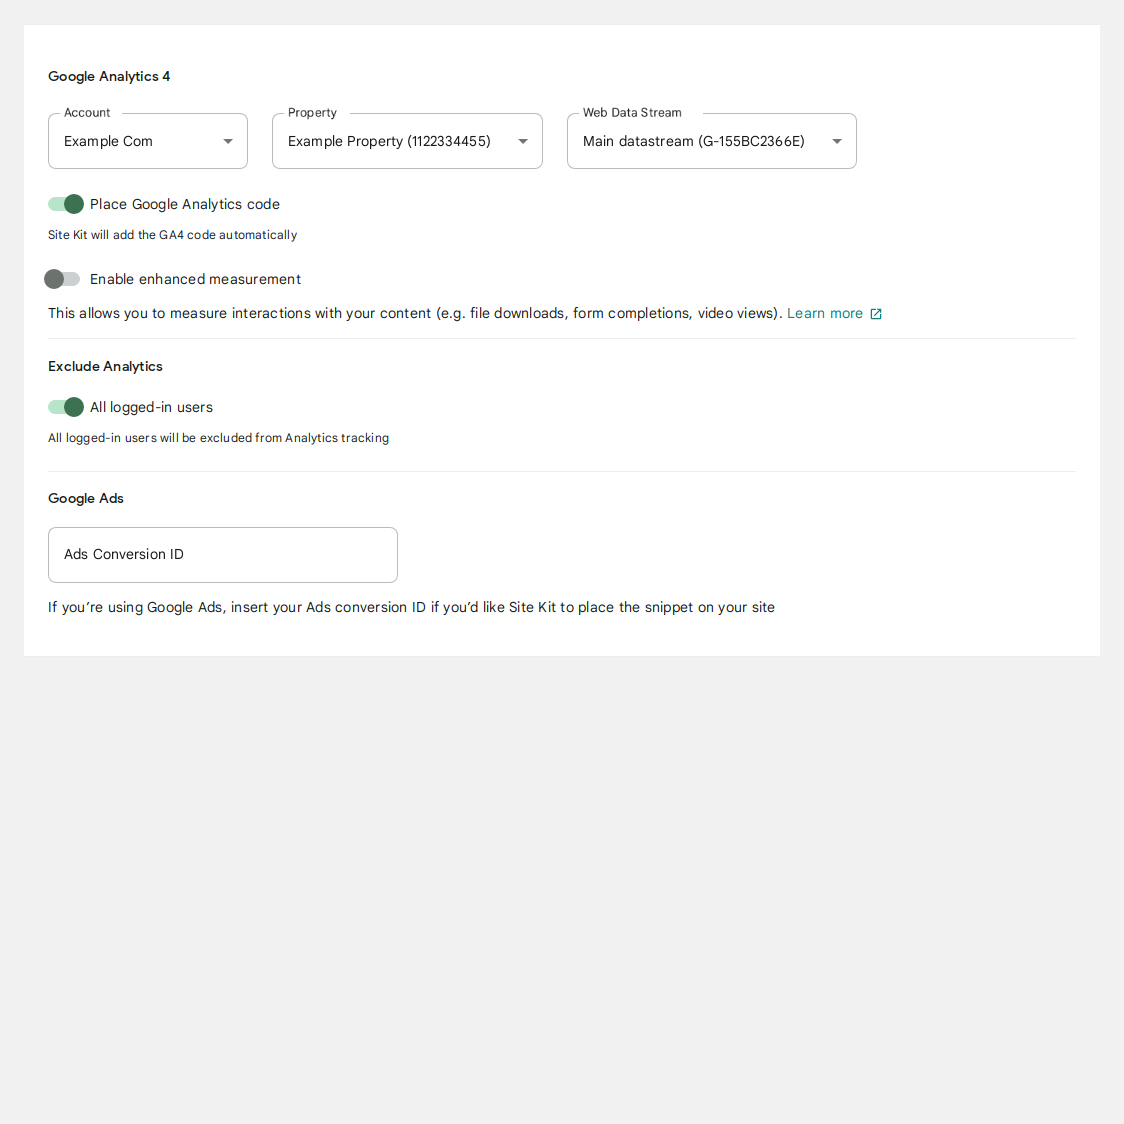 Google Analytics 4
Account
Property
Web Data Stream
Example Com
Example Property (1122334455)
Main datastream (G-155BC2366E)
Place Google Analytics code
Site Kit will add the GA4 code automatically
Enable enhanced measurement
This allows you to measure interactions with your content (e.g. file downloads, form completions, video views). Learn more
Exclude Analytics
All logged-in users
All logged-in users will be excluded from Analytics tracking
Google Ads
Ads Conversion ID
If you’re using Google Ads, insert your Ads conversion ID if you’d like Site Kit to place the snippet on your site